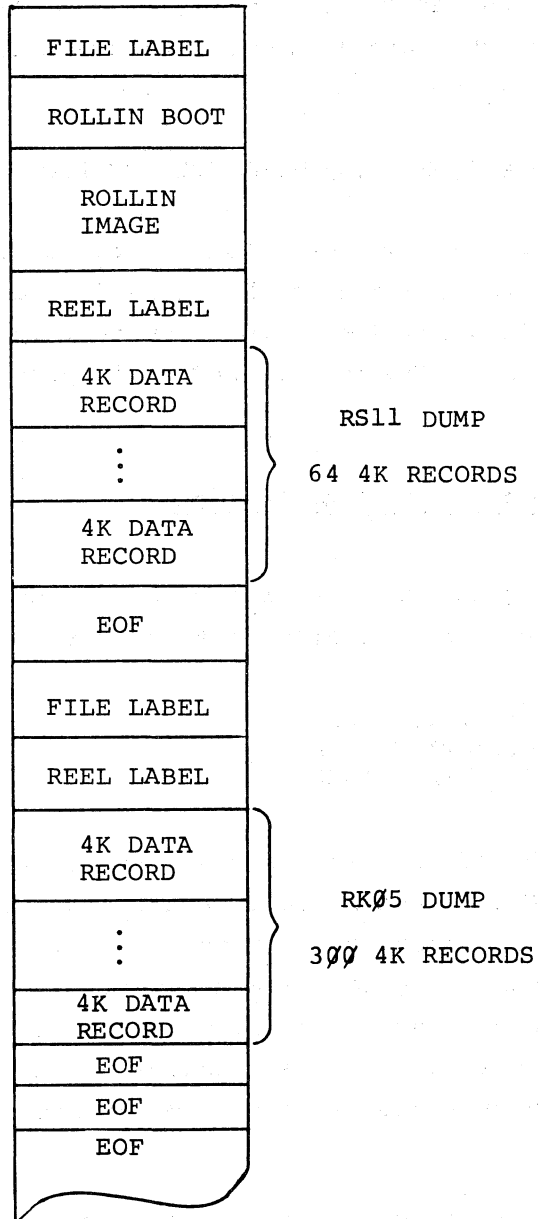 FILE LABEL
ROLLIN BOOT
ROLLIN
IMAGE
REEL LABEL
4K DATA
RECORD
RS11 DUMP
64 4K RECORDS
4K DATA
RECORD
EOF
FILE LABEL
REEL LABEL
4K DATA
RECORD
RKØ5 DUMP
3ØØ 4K RECORDS
4K DATA
RECORD
EOF
EOF
EOF